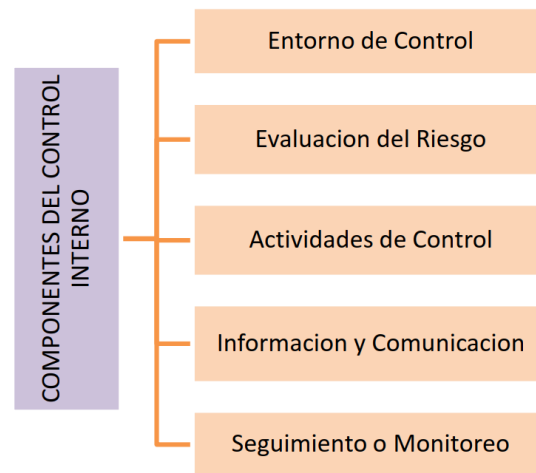 COMPONENTES DEL CONTROL
INTERNO
Entorno de Control
Evaluacion del Riesgo
Actividades de Control
Informacion y Comunicacion
Seguimiento o Monitoreo